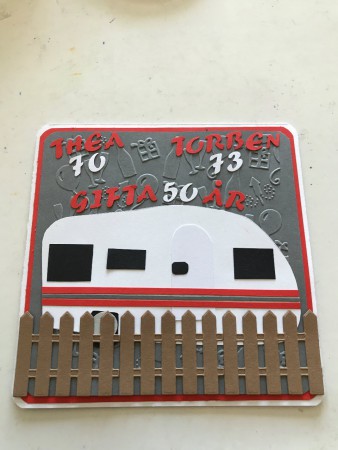 THEA TORBEN
70 73
GIFTA 50 ÅR